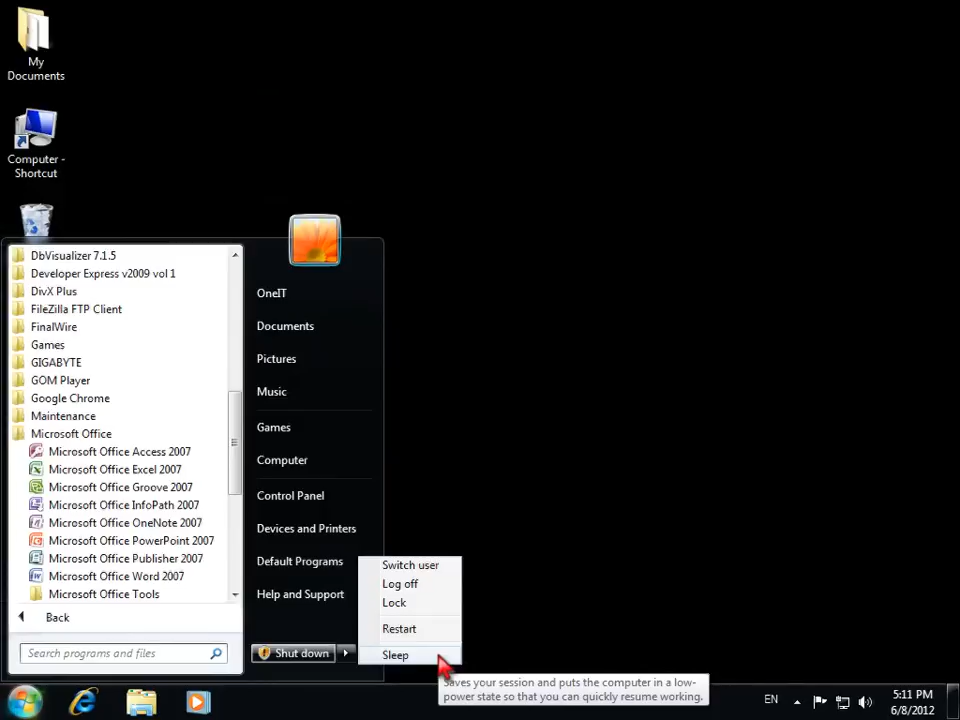 My
Documents
Computer -
Shortcut
DbVisualizer 7.1.5
Developer Express v2009 vol 1
DivX Plus
FileZilla FTP Client
FinalWire
Games
GIGABYTE
GOM Player
Google Chrome
Maintenance
Microsoft Office
Microsoft Office Access 2007
Microsoft Office Excel 2007
Microsoft Office Groove 2007
Microsoft Office InfoPath 2007
Microsoft Office OneNote 2007
Microsoft Office PowerPoint 2007
Microsoft Office Publisher 2007
Microsoft Office Word 2007
Microsoft Office Tools
Back
Search programs and files
OneIT
Documents
Pictures
Music
Games
Computer
Control Panel
Devices and Printers
Default Programs
Help and Support
Shut down
Switch user
Log off
Lock
Restart
Sleep
Saves your session and puts the computer in a low-
power state so that you can quickly resume working.
EN
5:11 PM
6/8/2012